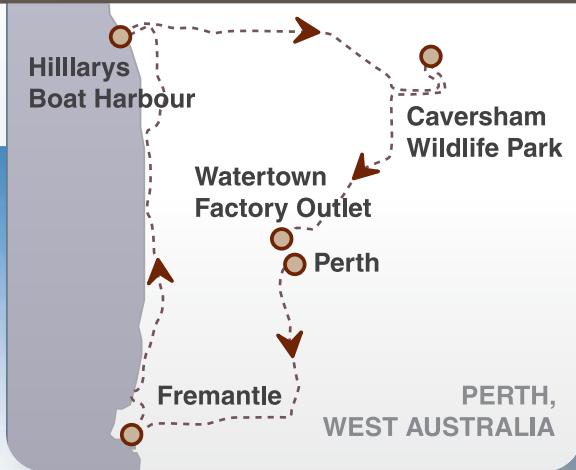 Hilllarys
Boat Harbour
Caversham
Wildlife Park
Watertown
Factory Outlet
Perth
Fremantle
PERTH,
WEST AUSTRALIA